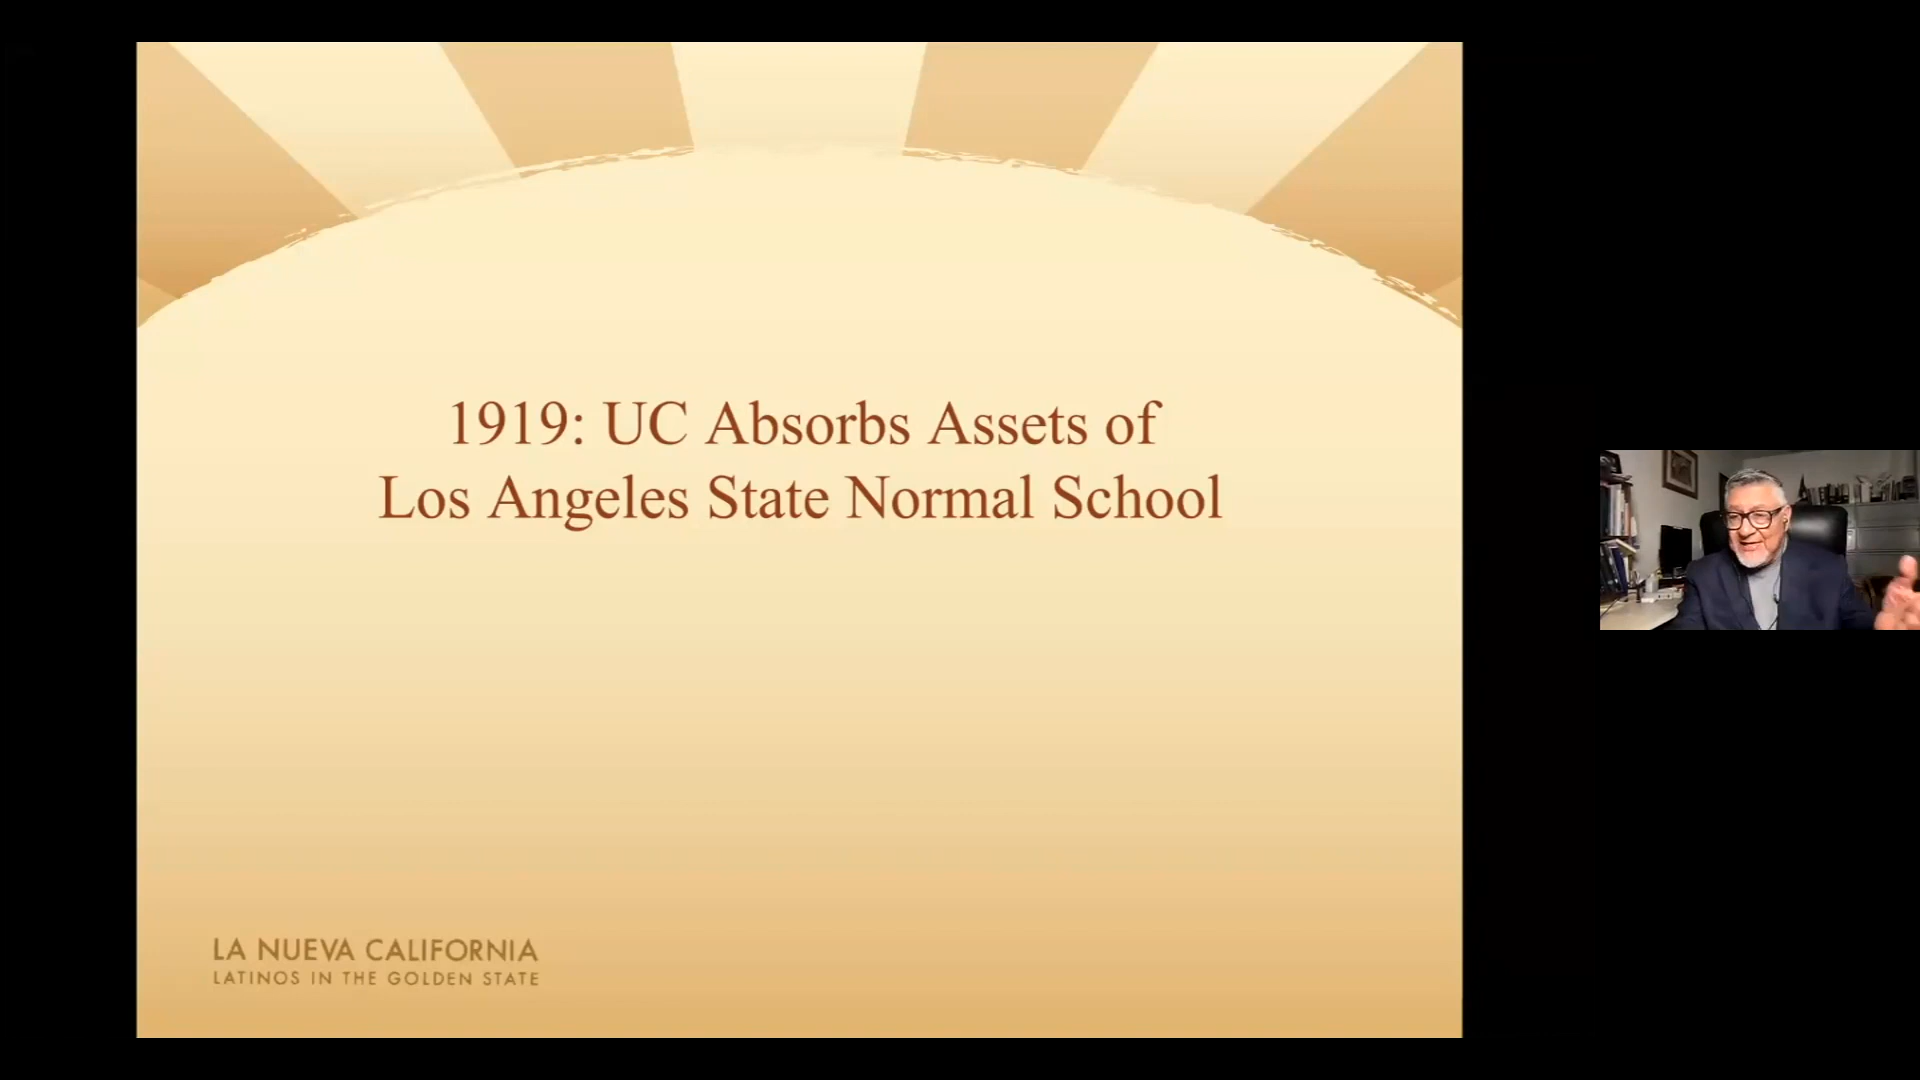 1919: UC Absorbs Assets of
Los Angeles State Normal School
LA NUEVA CALIFORNIA
LATINOS IN THE GOLDEN STATE